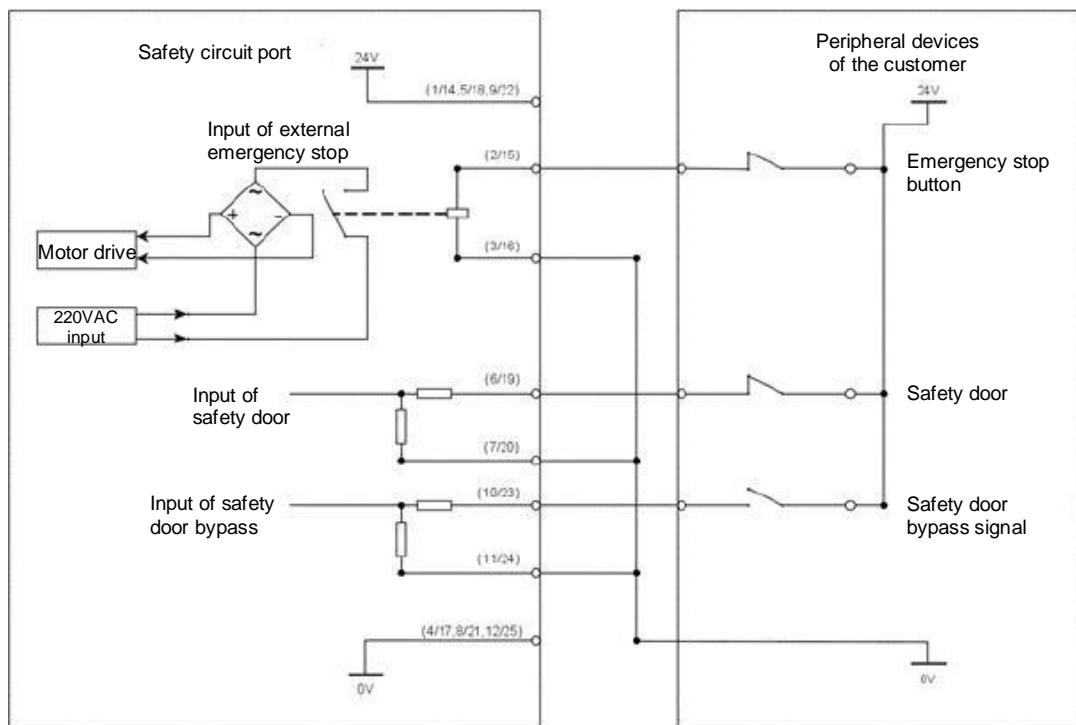 Safety circuit port
24V
(1/14,5/18,9/22)
Input of external
emergency stop
(2/15)
~
+
-
~
Motor drive
(3/16)
220VAC
input
Input of
safety door
(6/19)
(7/20)
Input of safety
door bypass
(10/23)
(11/24)
(4/17,8/21,12/25)
0V
Peripheral devices
of the customer
24V
Emergency stop
button
Safety door
Safety door
bypass signal
0V